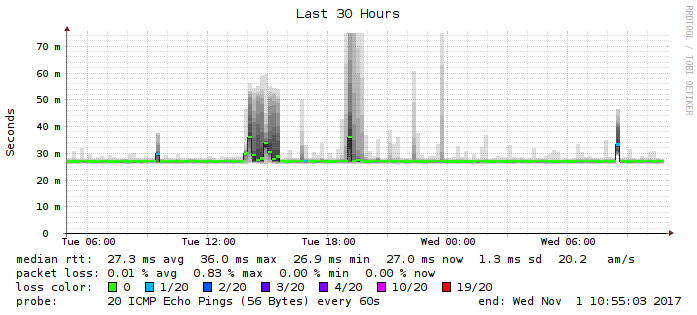 Last 30 Hours
RRDTOOL / TOBI OETIKER
Seconds
70 m
60 m
50 m
40 m
30 m
20 m
10 m
0
Tue 06:00 Tue 12:00 Tue 18:00 Wed 00:00 Wed 06:00
median rtt: 27.3 ms avg 36.0 ms max 26.9 ms min 27.0 ms now 1.3 ms sd 20.2 am/s
packet loss: 0.01 % avg 0.83 % max 0.00 % min 0.00 % now
loss color: 0 1/20 2/20 3/20 4/20 10/20 19/20
probe: 20 ICMP Echo Pings (56 Bytes) every 60s end: Wed Nov 1 10:55:03 2017